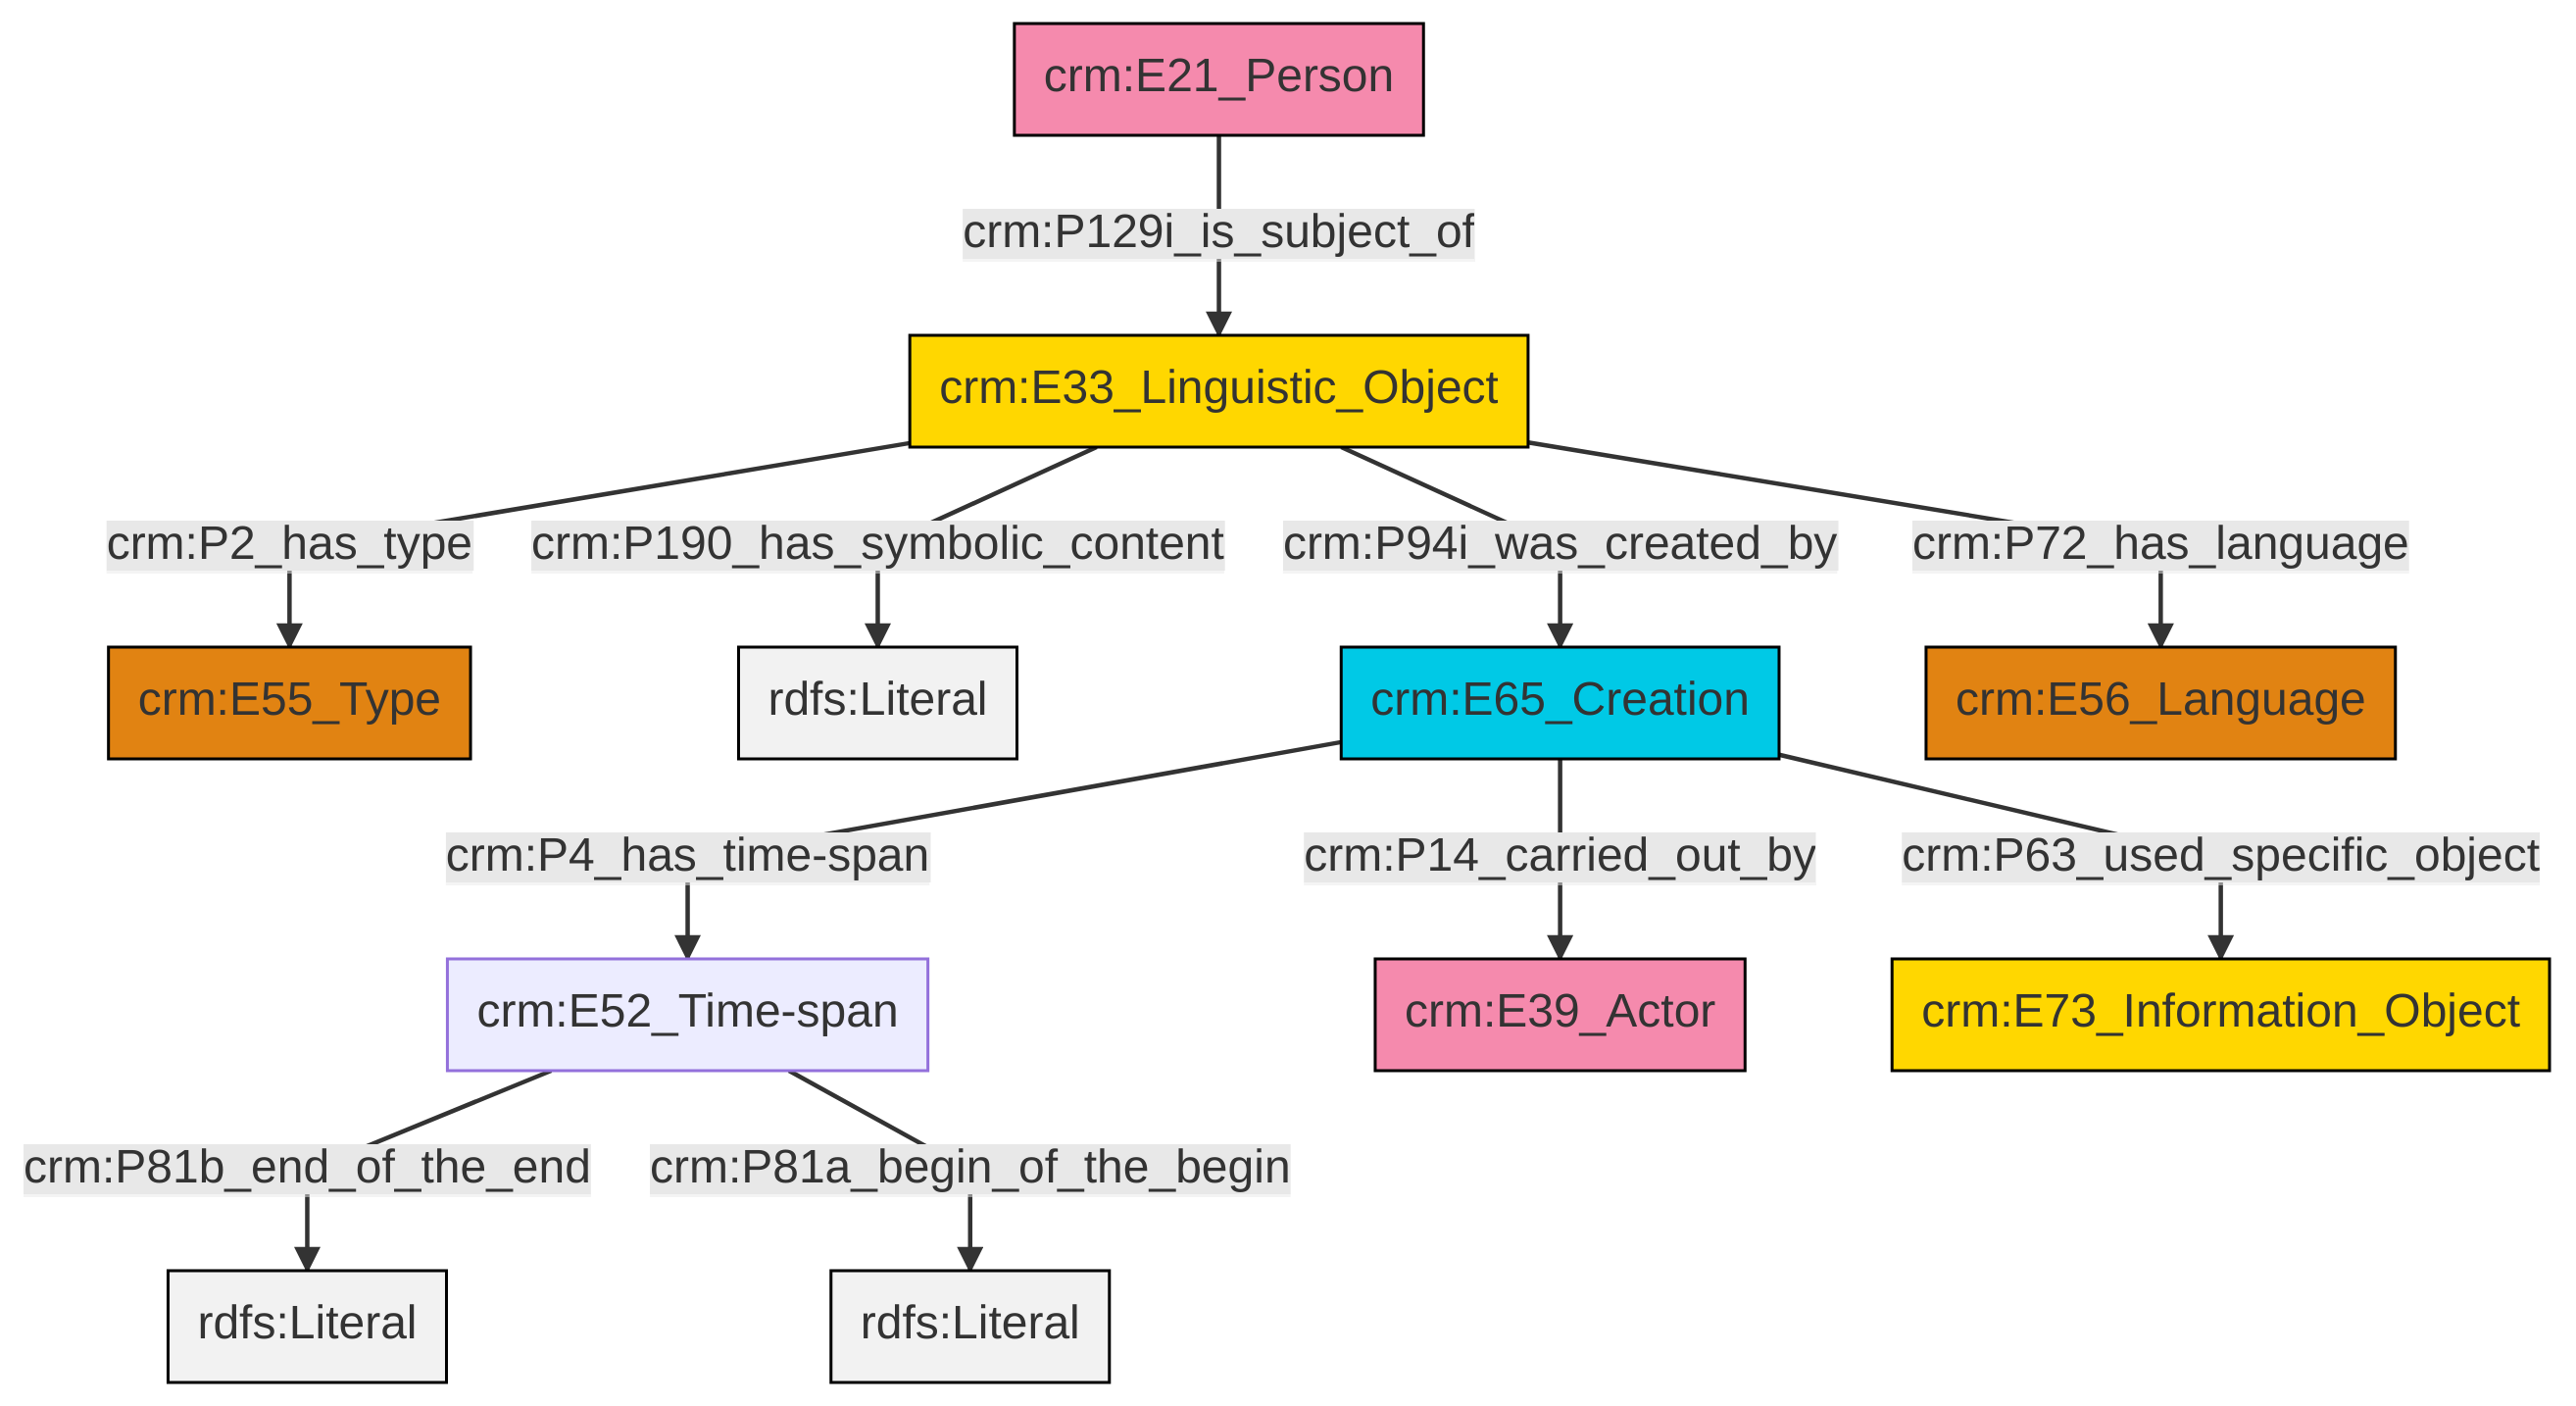 crm:E21_Person
crm:P129i_is_subject_of
crm:E33_Linguistic_Object
crm:P2_has_type
crm:P190_has_symbolic_content
crm:P94i_was_created_by
crm:P72_has_language
crm:E55_Type
rdfs:Literal
crm:E65_Creation
crm:E56_Language
crm:P4_has_time-span
crm:P14_carried_out_by
crm:P63_used_specific_object
crm:E52_Time-span
crm:E39_Actor
crm:E73_Information_Object
crm:P81b_end_of_the_end
crm:P81a_begin_of_the_begin
rdfs:Literal
rdfs:Literal